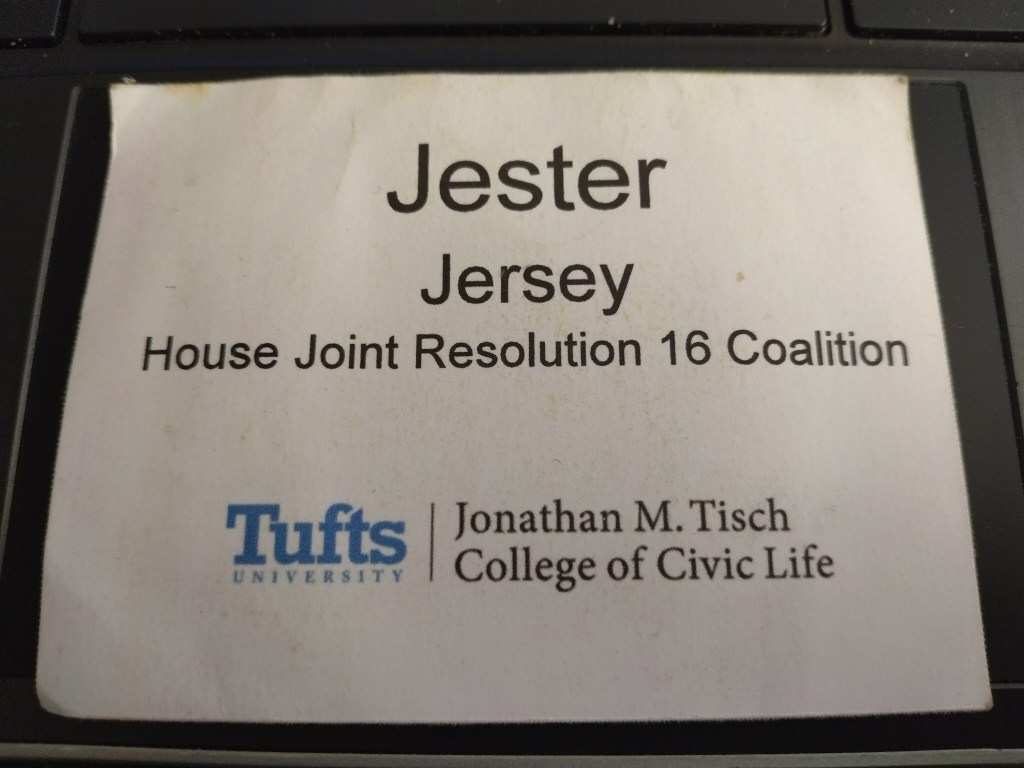 Jester
Jersey
House Joint Resolution 16 Coalition
Tufts
UNIVERSITY
Jonathan M. Tisch
College of Civic Life